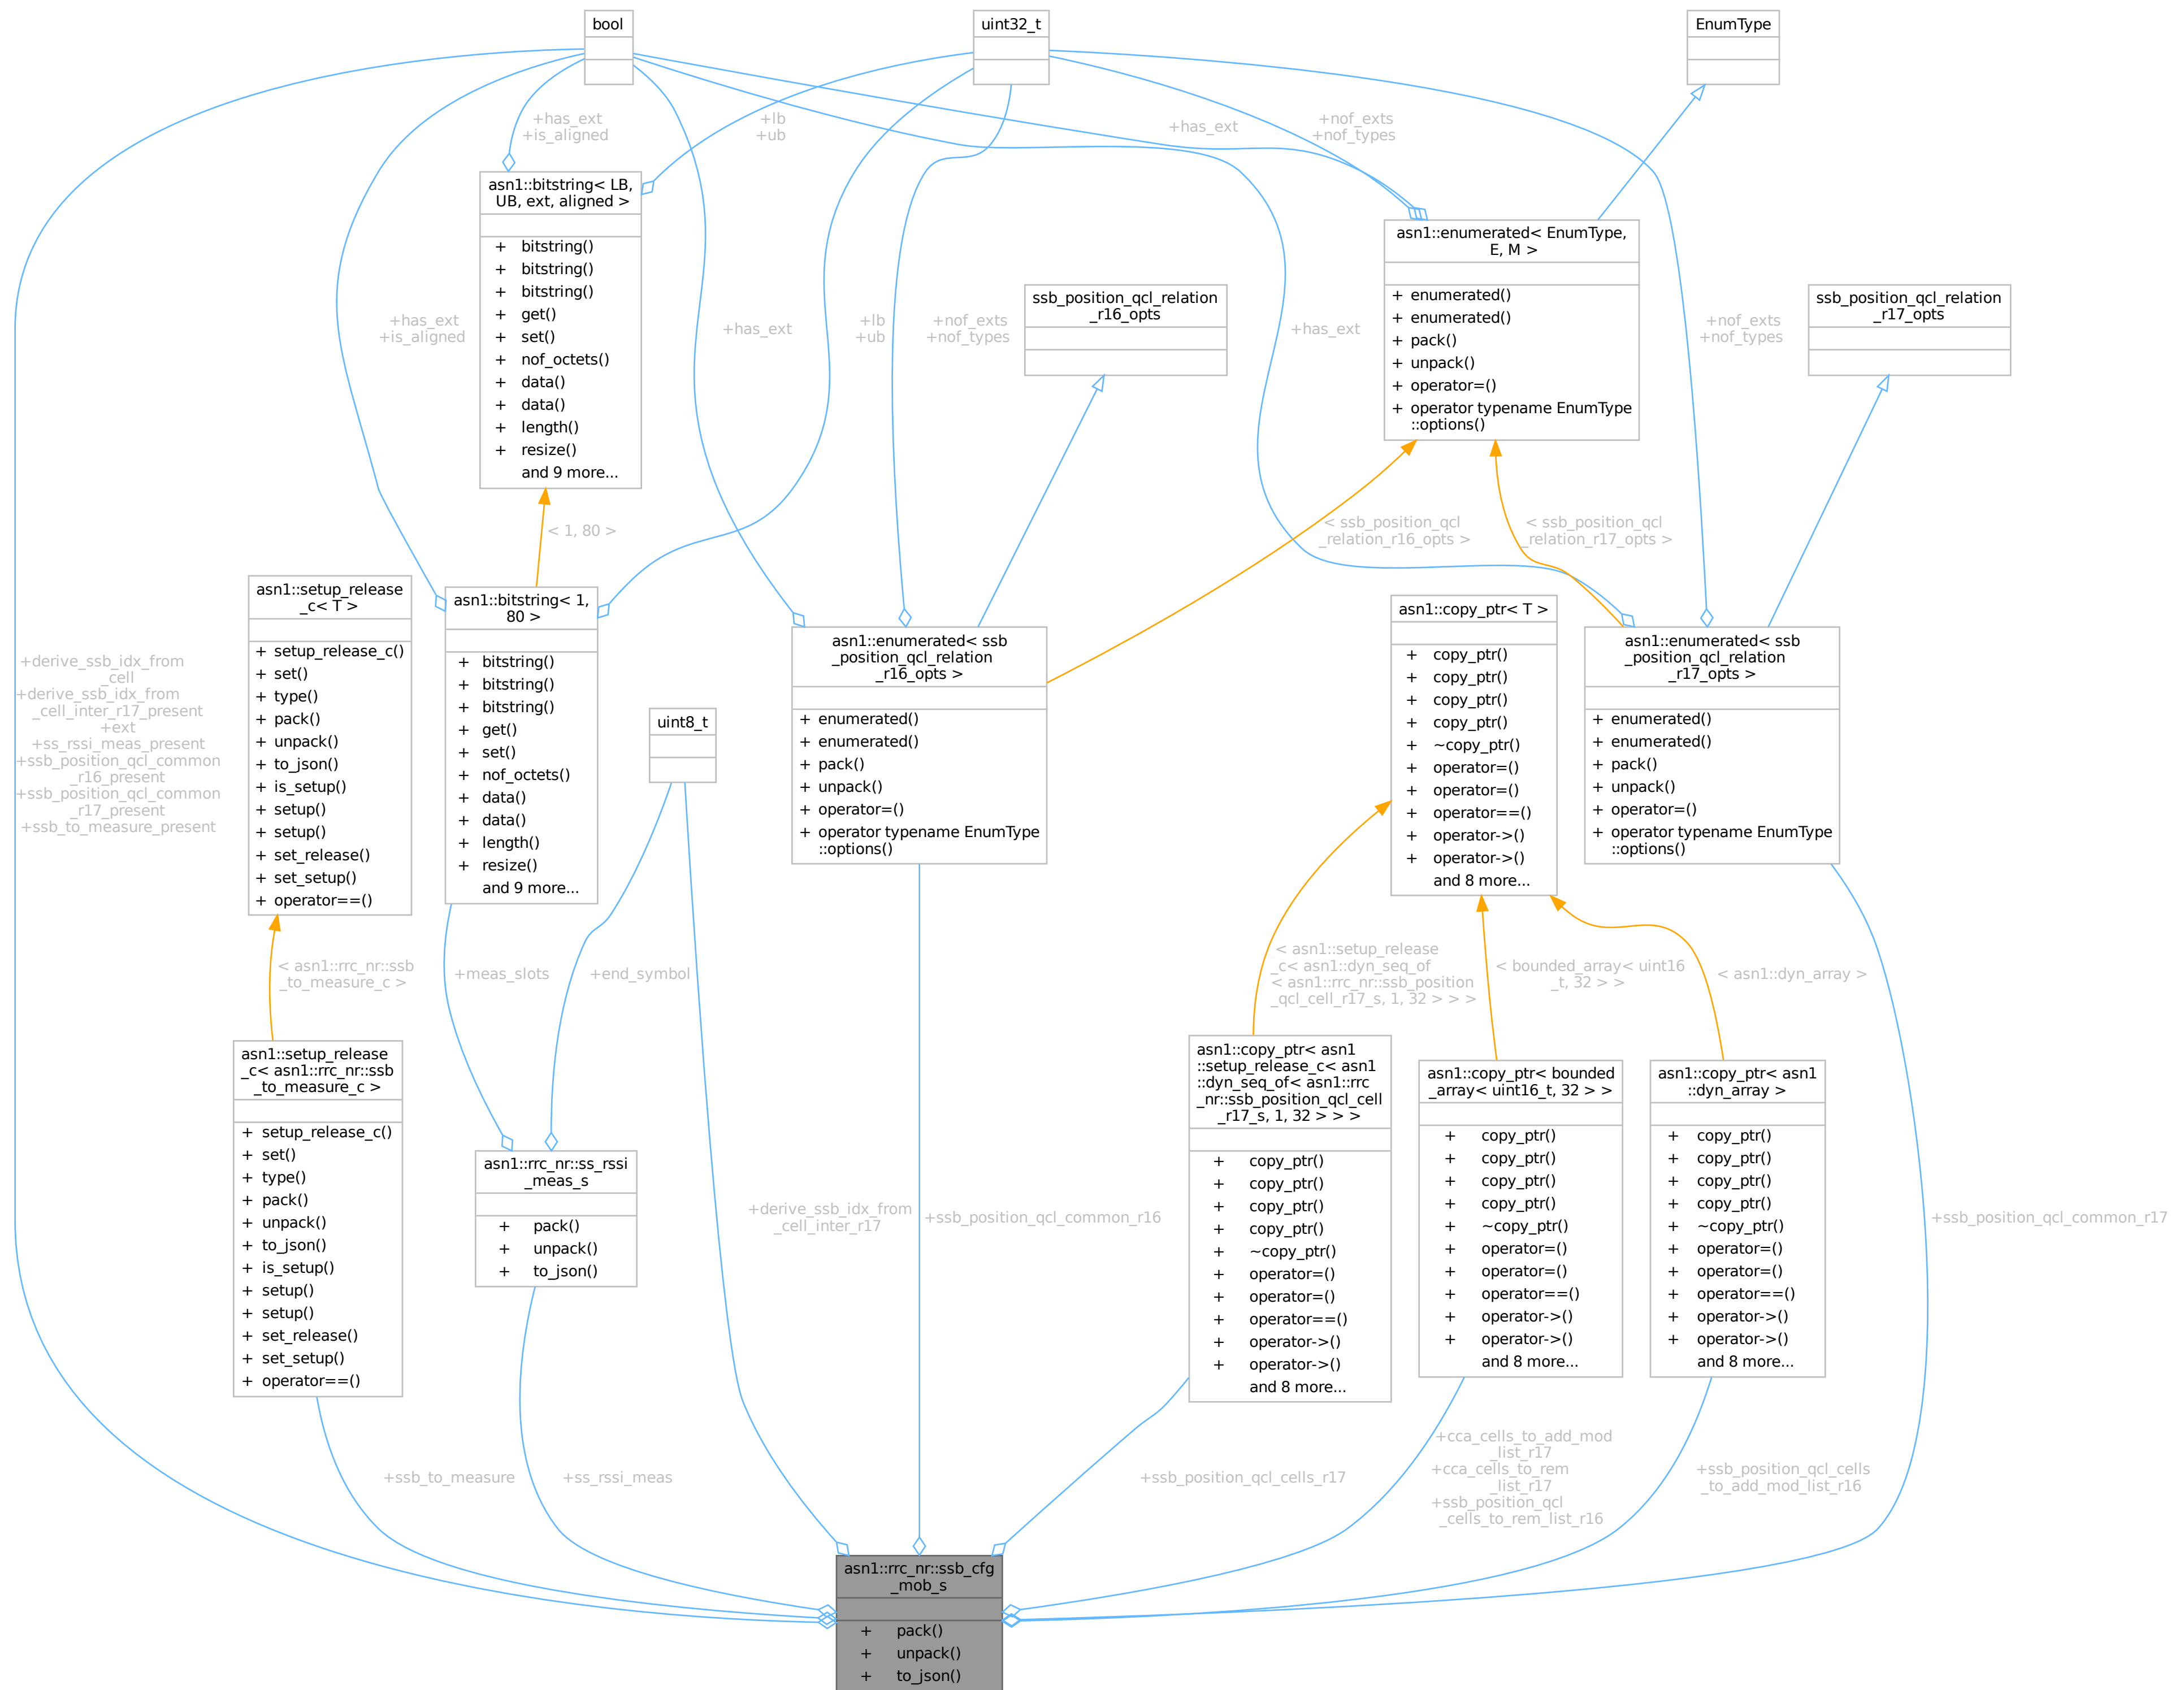 bool
uint32_t
EnumType
+has_ext
+is_aligned
+lb
+ub
+has_ext
+nof_exts
+nof_types
asn1::bitstring< LB,
UB, ext, aligned >
+ bitstring()
+ bitstring()
+ bitstring()
+ get()
+ set()
+ nof_octets()
+ data()
+ data()
+ length()
+ resize()
and 9 more...
asn1::enumerated< EnumType,
E, M >
+ enumerated()
+ enumerated()
+ pack()
+ unpack()
+ operator=()
+ operator typename EnumType
::options()
ssb_position_qcl_relation
_r16_opts
ssb_position_qcl_relation
_r17_opts
+has_ext
+is_aligned
+has_ext
+lb
+ub
+nof_exts
+nof_types
+has_ext
+nof_exts
+nof_types
< 1, 80 >
< ssb_position_qcl
_relation_r16_opts >
< ssb_position_qcl
_relation_r17_opts >
asn1::setup_release
_c< T >
+ setup_release_c()
+ set()
+ type()
+ pack()
+ unpack()
+ to_json()
+ is_setup()
+ setup()
+ setup()
+ set_release()
+ set_setup()
+ operator==()
asn1::bitstring< 1,
80 >
+ bitstring()
+ bitstring()
+ bitstring()
+ get()
+ set()
+ nof_octets()
+ data()
+ data()
+ length()
+ resize()
and 9 more...
uint8_t
asn1::enumerated< ssb
_position_qcl_relation
_r16_opts >
+ enumerated()
+ enumerated()
+ pack()
+ unpack()
+ operator=()
+ operator typename EnumType
::options()
asn1::copy_ptr< T >
+ copy_ptr()
+ copy_ptr()
+ copy_ptr()
+ copy_ptr()
+ ~copy_ptr()
+ operator=()
+ operator=()
+ operator==()
+ operator->()
+ operator->()
and 8 more...
asn1::enumerated< ssb
_position_qcl_relation
_r17_opts >
+ enumerated()
+ enumerated()
+ pack()
+ unpack()
+ operator=()
+ operator typename EnumType
::options()
+derive_ssb_idx_from
_cell
+derive_ssb_idx_from
_cell_inter_r17_present
+ext
+ss_rssi_meas_present
+ssb_position_qcl_common
_r16_present
+ssb_position_qcl_common
_r17_present
+ssb_to_measure_present
< asn1::rrc_nr::ssb
_to_measure_c >
+meas_slots
+end_symbol
< asn1::setup_release
_c< asn1::dyn_seq_of
< asn1::rrc_nr::ssb_position
_qcl_cell_r17_s, 1, 32 > > >
< bounded_array< uint16
_t, 32 > >
< asn1::dyn_array >
asn1::setup_release
_c< asn1::rrc_nr::ssb
_to_measure_c >
+ setup_release_c()
+ set()
+ type()
+ pack()
+ unpack()
+ to_json()
+ is_setup()
+ setup()
+ setup()
+ set_release()
+ set_setup()
+ operator==()
asn1::rrc_nr::ss_rssi
_meas_s
+ pack()
+ unpack()
+ to_json()
+derive_ssb_idx_from
_cell_inter_r17
+ssb_position_qcl_common_r16
asn1::copy_ptr< asn1
::setup_release_c< asn1
::dyn_seq_of< asn1::rrc
_nr::ssb_position_qcl_cell
_r17_s, 1, 32 > > >
+ copy_ptr()
+ copy_ptr()
+ copy_ptr()
+ copy_ptr()
+ ~copy_ptr()
+ operator=()
+ operator=()
+ operator==()
+ operator->()
+ operator->()
and 8 more...
asn1::copy_ptr< bounded
_array< uint16_t, 32 > >
+ copy_ptr()
+ copy_ptr()
+ copy_ptr()
+ copy_ptr()
+ ~copy_ptr()
+ operator=()
+ operator=()
+ operator==()
+ operator->()
+ operator->()
and 8 more...
asn1::copy_ptr< asn1
::dyn_array >
+ copy_ptr()
+ copy_ptr()
+ copy_ptr()
+ copy_ptr()
+ ~copy_ptr()
+ operator=()
+ operator=()
+ operator==()
+ operator->()
+ operator->()
and 8 more...
+ssb_position_qcl_common_r17
+ssb_to_measure
+ss_rssi_meas
+ssb_position_qcl_cells_r17
+cca_cells_to_add_mod
_list_r17
+cca_cells_to_rem
_list_r17
+ssb_position_qcl
_cells_to_rem_list_r16
+ssb_position_qcl_cells
_to_add_mod_list_r16
asn1::rrc_nr::ssb_cfg
_mob_s
+ pack()
+ unpack()
+ to_json()